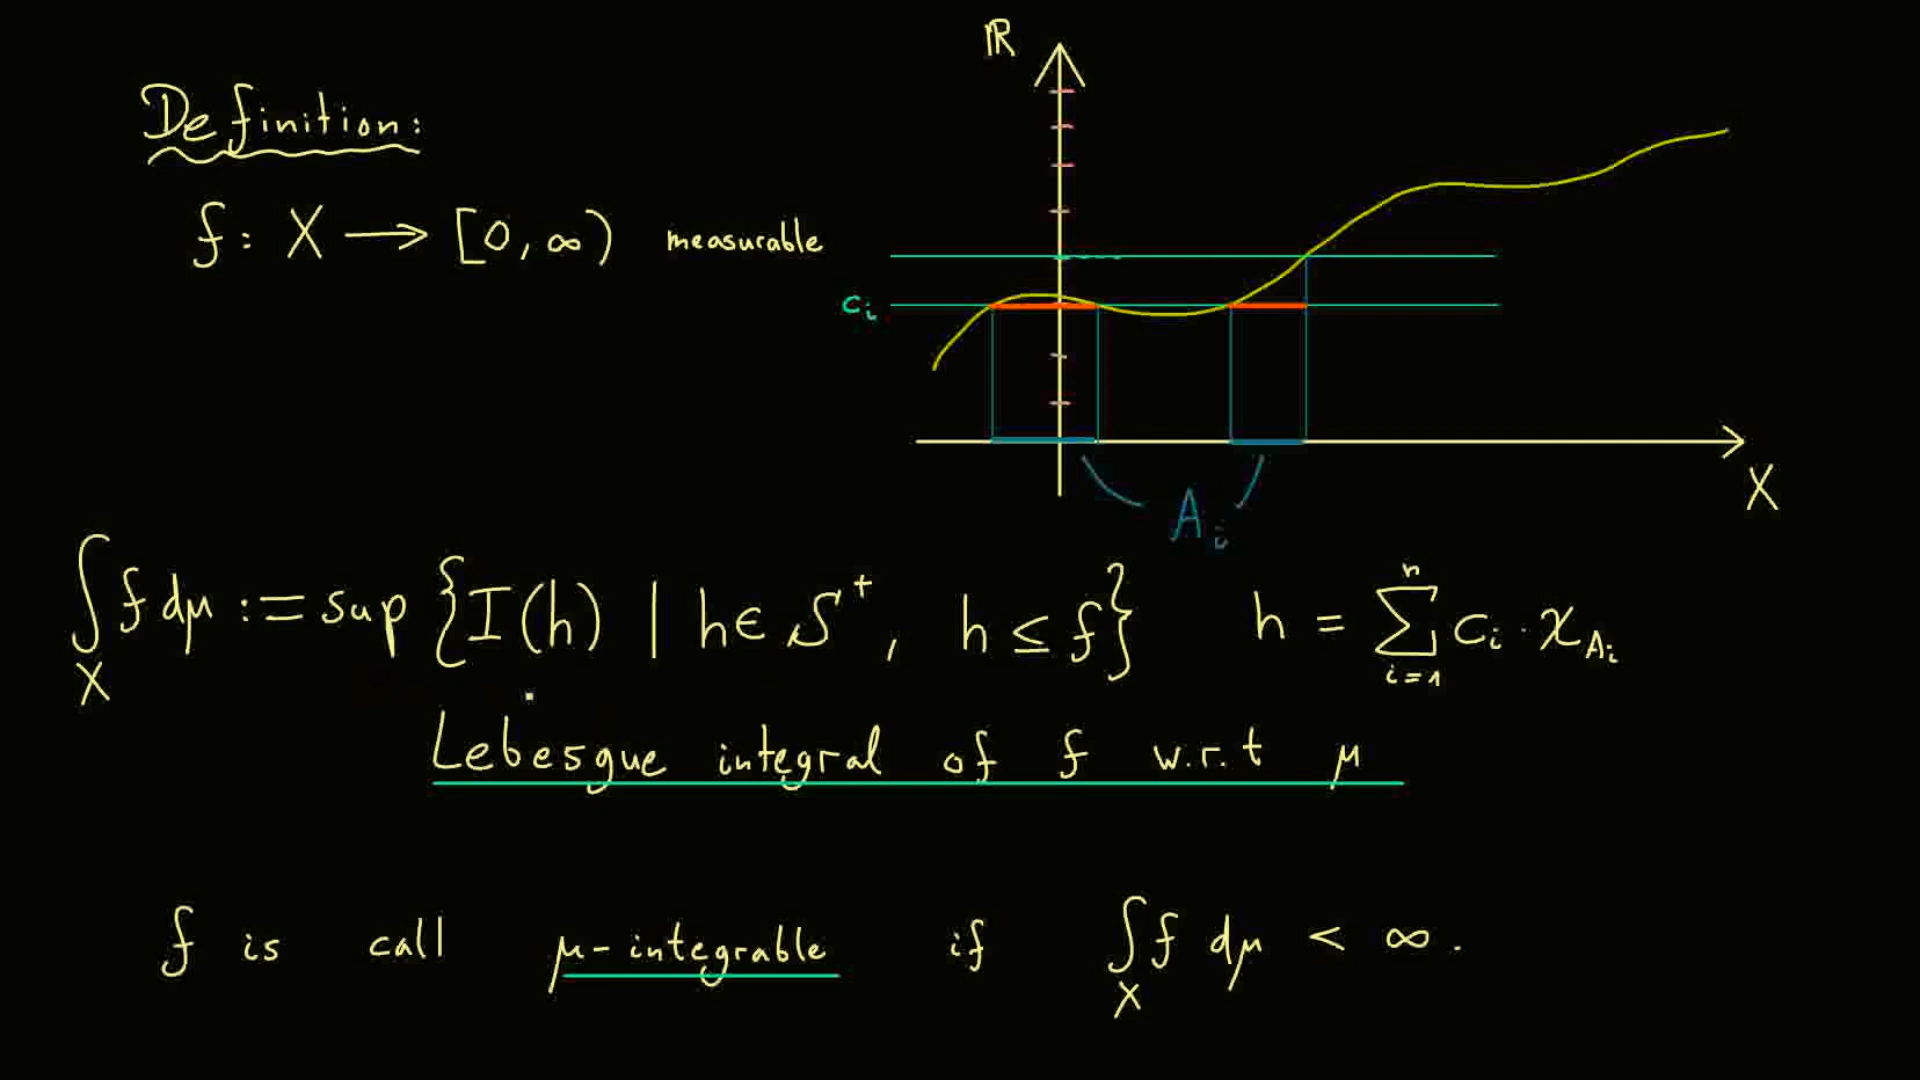 Definition:
f: X → [0, ∞) measurable
ℝ
cᵢ
X
Aᵢ
∫_X f dμ := sup {I(h) | h ∈ S⁺, h ≤ f} h = ∑_{i=1}^{n} cᵢ · χ_{Aᵢ}
Lebesgue integral of f w.r.t μ
f is call μ-integrable if ∫_X f dμ < ∞.